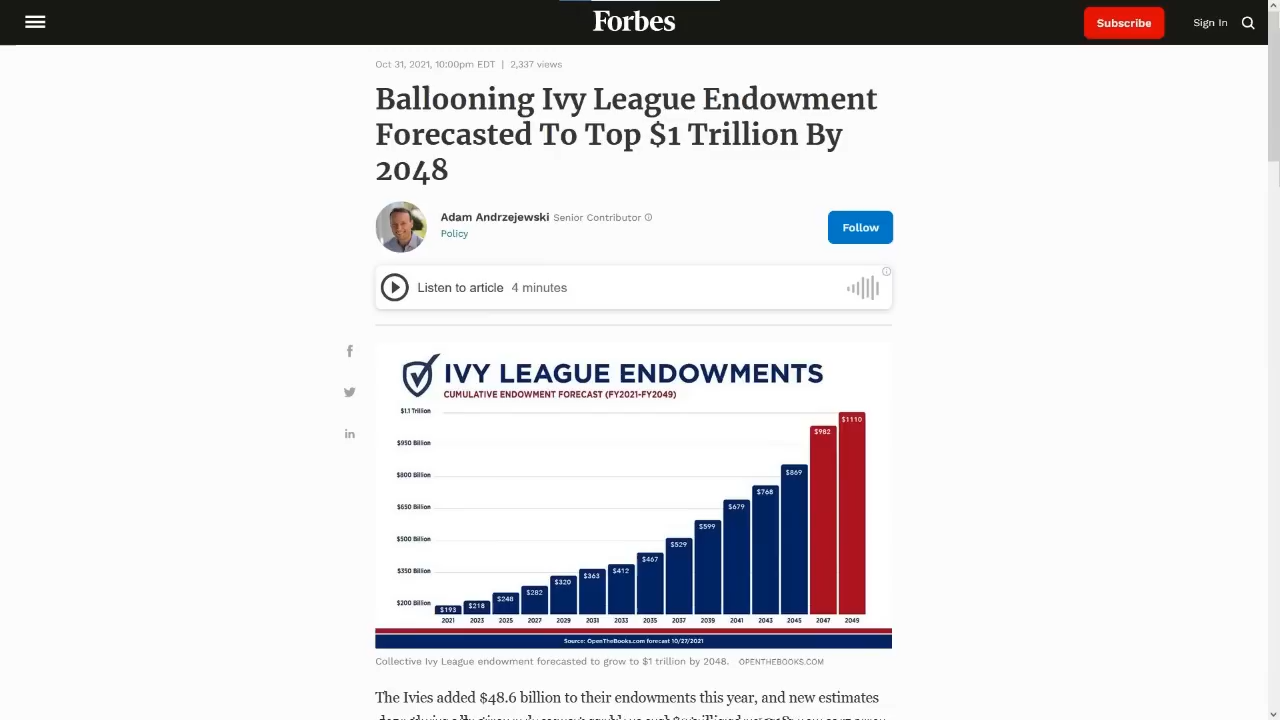 Forbes
Subscribe
Sign In
Oct 31, 2021, 10:00pm EDT | 2,337 views
Ballooning Ivy League Endowment
Forecasted To Top $1 Trillion By
2048
Adam Andrzejewski Senior Contributor
Policy
Follow
Listen to article 4 minutes
IVY LEAGUE ENDOWMENTS
CUMULATIVE ENDOWMENT FORECAST (FY2021-FY2049)
$1.1 Trillion
$950 Billion
$800 Billion
$650 Billion
$500 Billion
$350 Billion
$200 Billion
$193 $218 $248 $282 $320 $363 $412 $467 $529 $599 $679 $768 $869 $982 $1110
2021 2023 2025 2027 2029 2031 2033 2035 2037 2039 2041 2043 2045 2047 2049
Source: OpenTheBooks.com forecast 10/27/2021
Collective Ivy League endowment forecasted to grow to $1 trillion by 2048. OPENTHEBOOKS.COM
The Ivies added $48.6 billion to their endowments this year, and new estimates